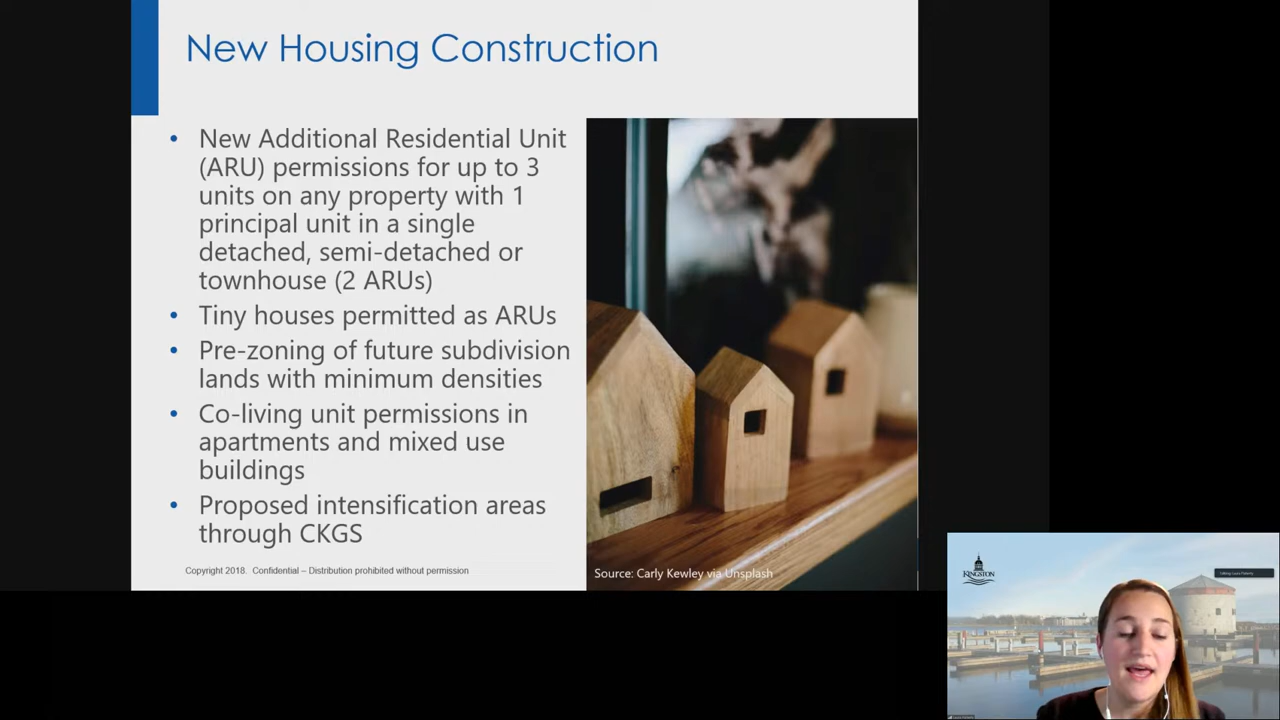 New Housing Construction
• New Additional Residential Unit
(ARU) permissions for up to 3
units on any property with 1
principal unit in a single
detached, semi-detached or
townhouse (2 ARUs)
• Tiny houses permitted as ARUs
• Pre-zoning of future subdivision
lands with minimum densities
• Co-living unit permissions in
apartments and mixed use
buildings
• Proposed intensification areas
through CKGS
Copyright 2018. Confidential – Distribution prohibited without permission
Source: Carly Kewley via Unsplash
KINGSTON